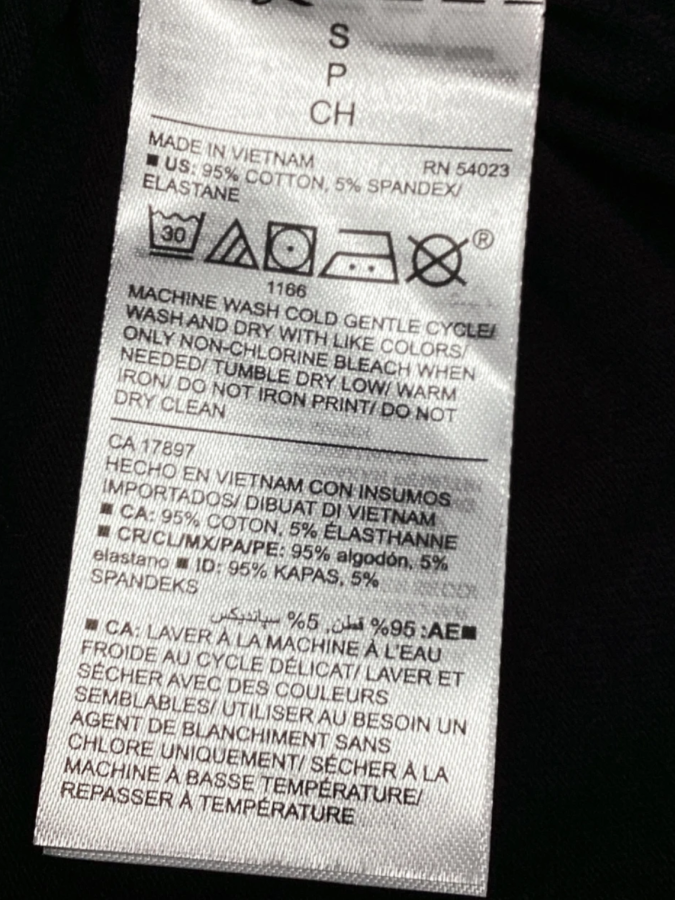 S
P
CH
MADE IN VIETNAM
RN 54023
■ US: 95% COTTON, 5% SPANDEX/
ELASTANE
30
®
1166
MACHINE WASH COLD GENTLE CYCLE/
WASH AND DRY WITH LIKE COLORS/
ONLY NON-CHLORINE BLEACH WHEN
NEEDED/ TUMBLE DRY LOW/ WARM
IRON/ DO NOT IRON PRINT/ DO NOT
DRY CLEAN
CA 17897
HECHO EN VIETNAM CON INSUMOS
IMPORTADOS/ DIBUAT DI VIETNAM
■ CA: 95% COTON, 5% ÉLASTHANNE
■ CR/CL/MX/PA/PE: 95% algodón, 5%
elastano ■ ID: 95% KAPAS, 5%
SPANDEKS
■AE: 95% قطن, 5% سباندیکس
■ CA: LAVER À LA MACHINE À L'EAU
FROIDE AU CYCLE DÉLICAT/ LAVER ET
SÉCHER AVEC DES COULEURS
SEMBLABLES/ UTILISER AU BESOIN UN
AGENT DE BLANCHIMENT SANS
CHLORE UNIQUEMENT/ SÉCHER À LA
MACHINE À BASSE TEMPÉRATURE/
REPASSER À TEMPÉRATURE